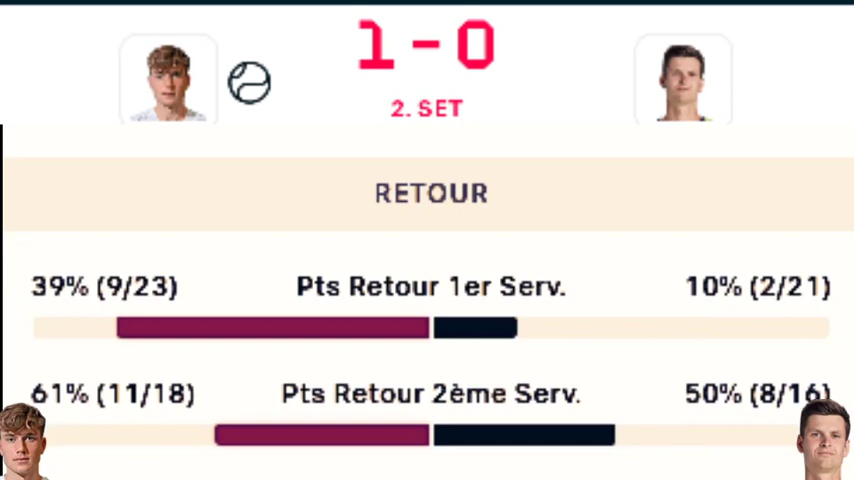 1-0
2. SET
RETOUR
39% (9/23) Pts Retour 1er Serv. 10% (2/21)
61% (11/18) Pts Retour 2ème Serv. 50% (8/16)